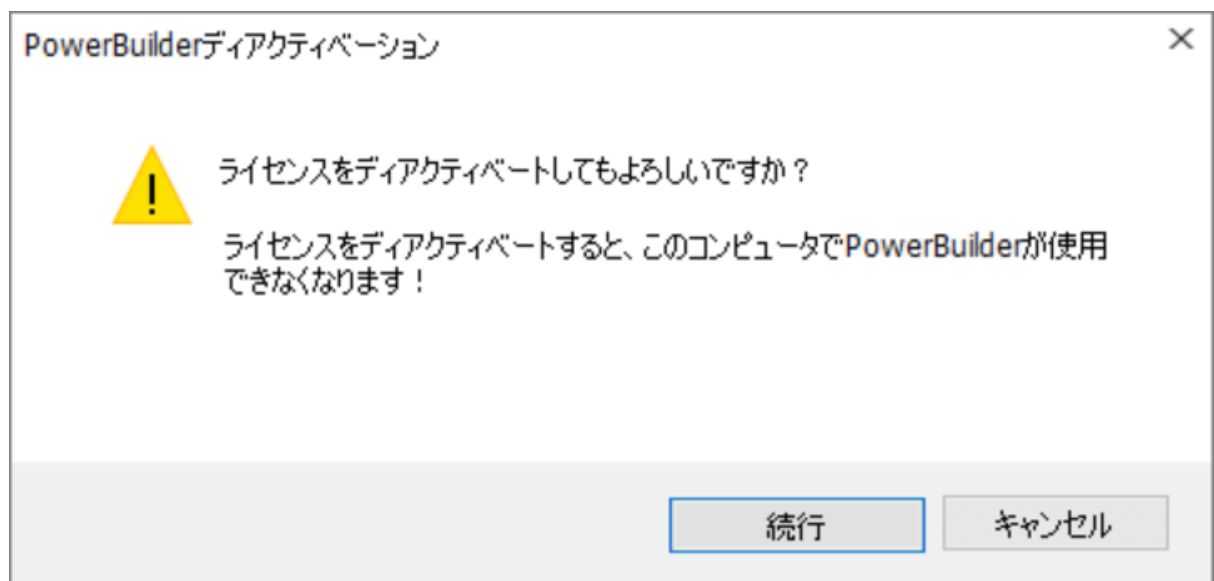 PowerBuilderディアクティベーション
ライセンスをディアクティベートしてもよろしいですか？
ライセンスをディアクティベートすると、このコンピュータでPowerBuilderが使用
できなくなります！
続行 キャンセル